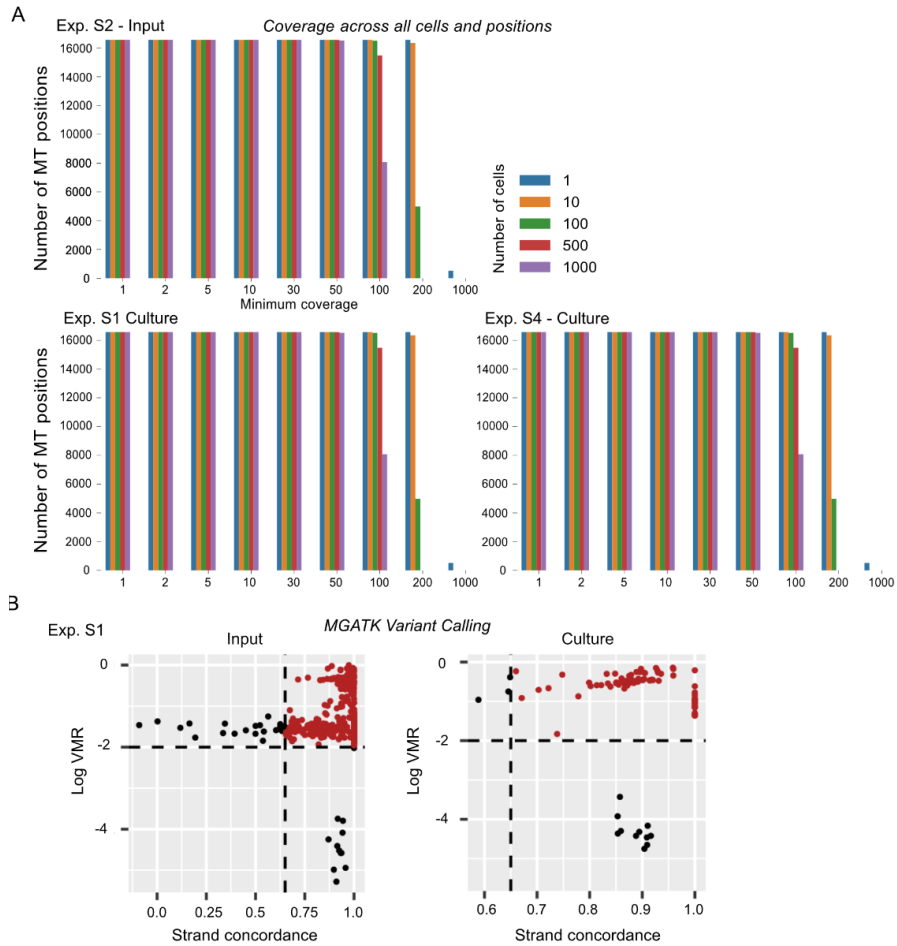 A
Exp. S2 - Input
Coverage across all cells and positions
Number of MT positions
16000
14000
12000
10000
8000
6000
4000
2000
0
1 2 5 10 30 50 100 200 1000
Minimum coverage
Number of cells
1
10
100
500
1000
Exp. S1 Culture
Number of MT positions
16000
14000
12000
10000
8000
6000
4000
2000
0
1 2 5 10 30 50 100 200 1000
Exp. S4 - Culture
16000
14000
12000
10000
8000
6000
4000
2000
0
1 2 5 10 30 50 100 200 1000
B
Exp. S1
MGATK Variant Calling
Input
Log VMR
0
-2
-4
0.0 0.25 0.5 0.75 1.0
Strand concordance
Culture
Log VMR
0
-2
-4
0.6 0.7 0.8 0.9 1.0
Strand concordance